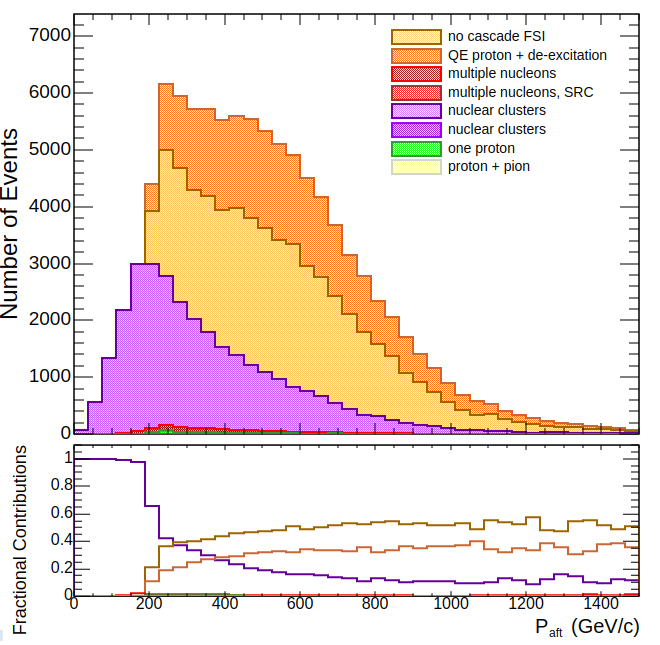 7000
6000
5000
4000
3000
2000
1000
0
Number of Events
no cascade FSI
QE proton + de-excitation
multiple nucleons
multiple nucleons, SRC
nuclear clusters
nuclear clusters
one proton
proton + pion
1
0.8
0.6
0.4
0.2
0
Fractional Contributions
0 200 400 600 800 1000 1200 1400
P_aft (GeV/c)